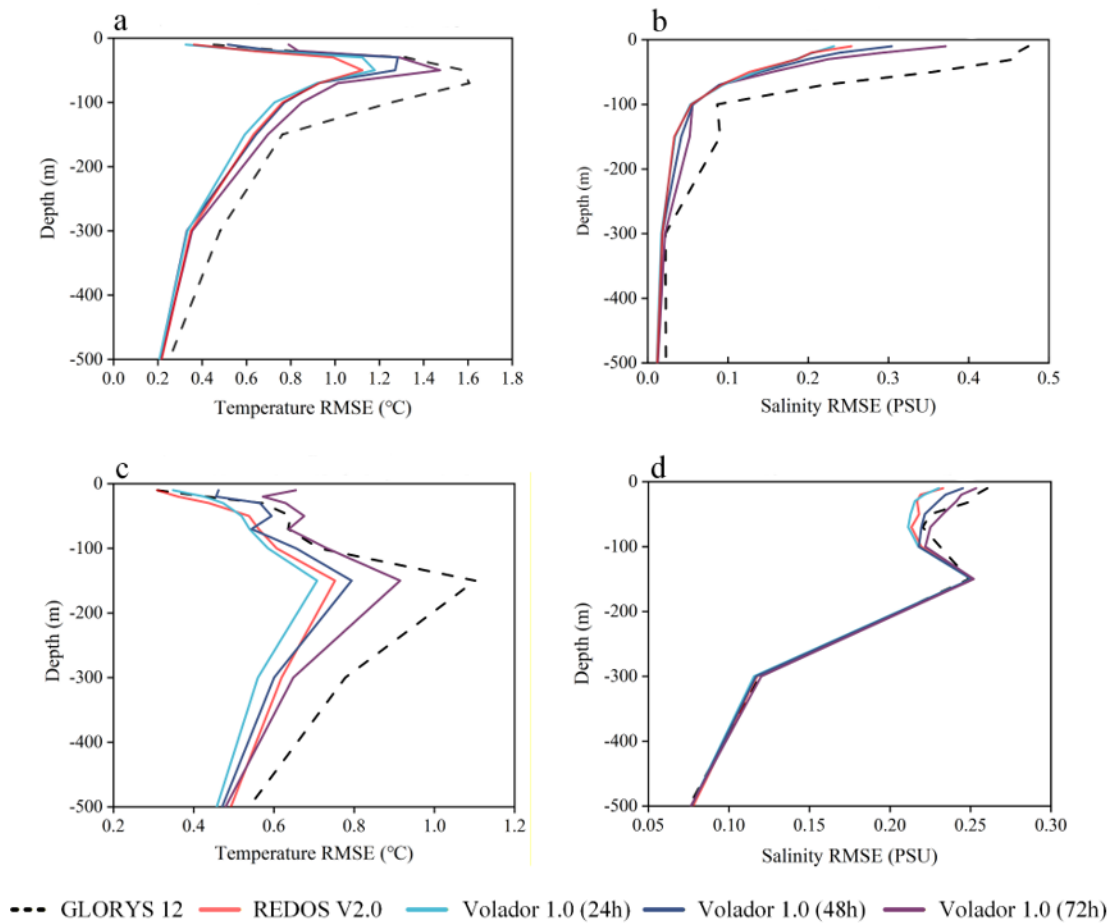 a
0
-100
-200
-300
-400
-500
Depth (m)
0.0 0.2 0.4 0.6 0.8 1.0 1.2 1.4 1.6 1.8
Temperature RMSE (℃)
b
0
-100
-200
-300
-400
-500
Depth (m)
0.0 0.1 0.2 0.3 0.4 0.5
Salinity RMSE (PSU)
c
0
-100
-200
-300
-400
-500
Depth (m)
0.2 0.4 0.6 0.8 1.0 1.2
Temperature RMSE (℃)
d
0
-100
-200
-300
-400
-500
Depth (m)
0.05 0.10 0.15 0.20 0.25 0.30
Salinity RMSE (PSU)
GLORYS 12 REDOS V2.0 Volador 1.0 (24h) Volador 1.0 (48h) Volador 1.0 (72h)